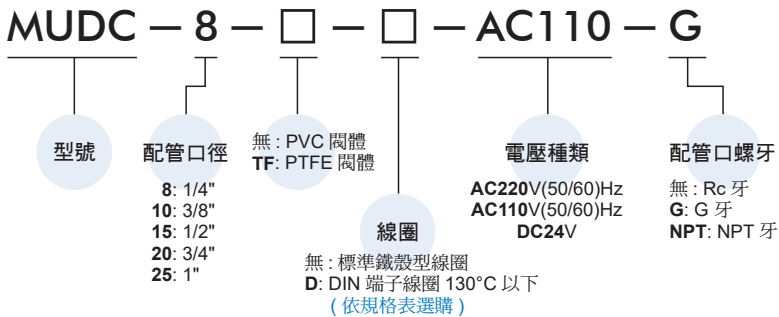 MUDC － 8 － □ － □ － AC110 － G
型號
配管口徑
8: 1/4"
10: 3/8"
15: 1/2"
20: 3/4"
25: 1"
無 : PVC 閥體
TF: PTFE 閥體
線圈
無 : 標準鐵殼型線圈
D: DIN 端子線圈 130°C 以下
( 依規格表選購 )
電壓種類
AC220V(50/60)Hz
AC110V(50/60)Hz
DC24V
配管口螺牙
無 : Rc 牙
G: G 牙
NPT: NPT 牙